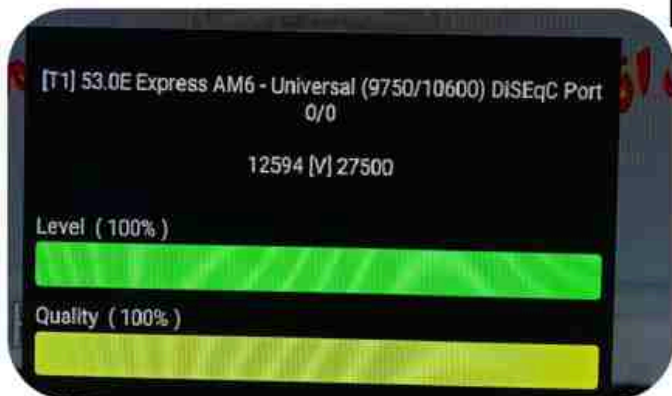 [T1] 53.0E Express AM6 - Universal (9750/10600) DiSEqC Port
0/0
12594 [V] 27500
Level ( 100% )
Quality ( 100% )